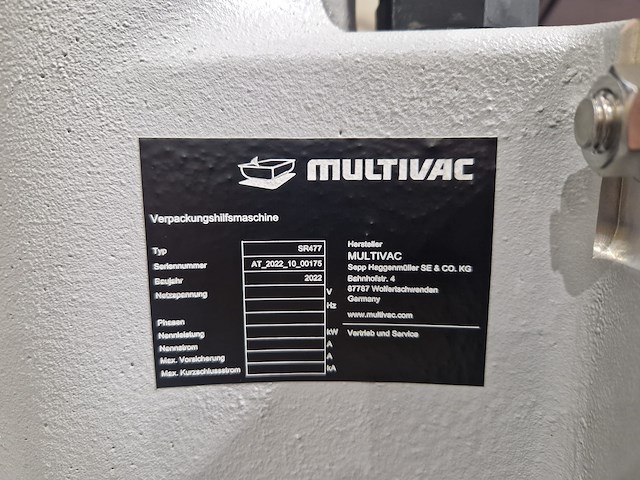 MULTIVAC
Verpackungshilfsmaschine
Typ SR477
Seriennummer AT_2022_10_00175
Baujahr 2022
Netzspannung V
Hz
Phasen
Nennleistung kW
Nennstrom A
Max. Vorsicherung A
Max. Kurzschlussstrom kA
Hersteller
MULTIVAC
Sepp Haggenmüller SE & CO. KG
Bahnhofstr. 4
87787 Wolfertschwenden
Germany
www.multivac.com
Vertrieb und Service